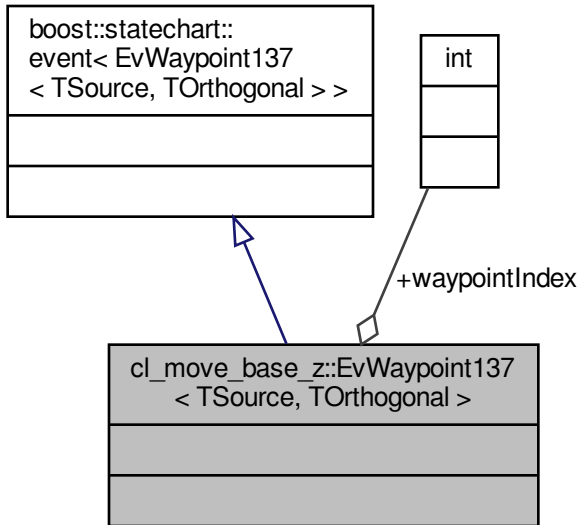 boost::statechart::
event< EvWaypoint137
< TSource, TOrthogonal > >
int
+waypointIndex
cl_move_base_z::EvWaypoint137
< TSource, TOrthogonal >